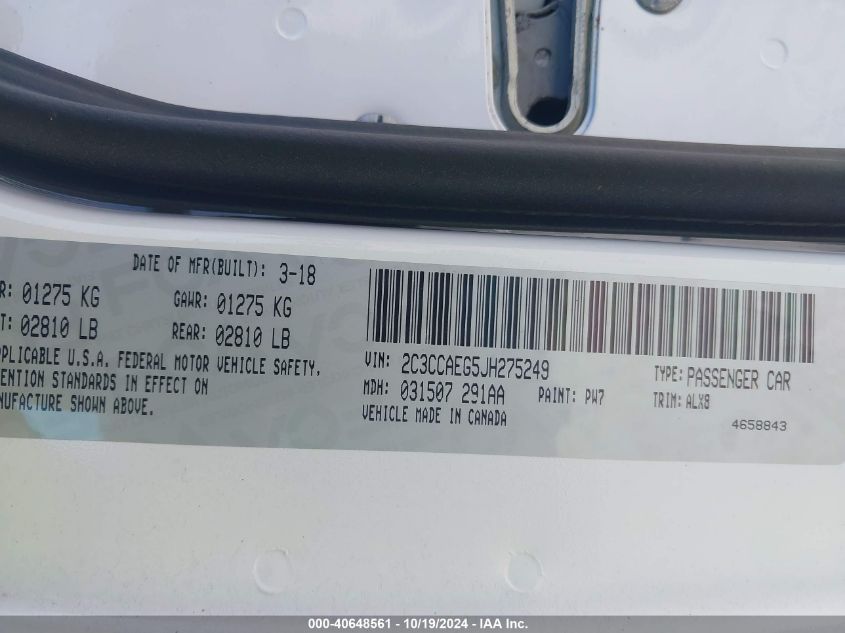 DATE OF MFR(BUILT): 3-18
R: 01275 KG GAWR: 01275 KG
T: 02810 LB REAR: 02810 LB
PPLICABLE U.S.A. FEDERAL MOTOR VEHICLE SAFETY,
ENTION STANDARDS IN EFFECT ON
NUFACTURE SHOWN ABOVE.
VIN: 2C3CCAEG5JH275249 TYPE: PASSENGER CAR
MDH: 031507 291AA PAINT: PW7 TRIM: ALX8
VEHICLE MADE IN CANADA 4658843
000-40648561 - 10/19/2024 - IAA Inc.